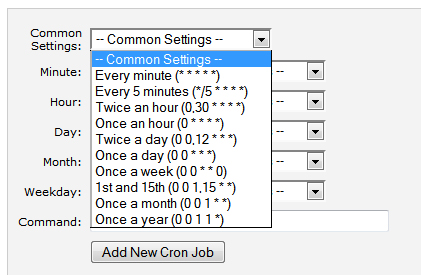 Common Settings:
-- Common Settings --
-- Common Settings --
Every minute (* * * * *)
Every 5 minutes (*/5 * * * *)
Twice an hour (0,30 * * * *)
Once an hour (0 * * * *)
Twice a day (0 0,12 * * *)
Once a day (0 0 * * *)
Once a week (0 0 * * 0)
1st and 15th (0 0 1,15 * *)
Once a month (0 0 1 * *)
Once a year (0 0 1 1 *)
Minute: --
Hour: --
Day: --
Month: --
Weekday: --
Command:
Add New Cron Job